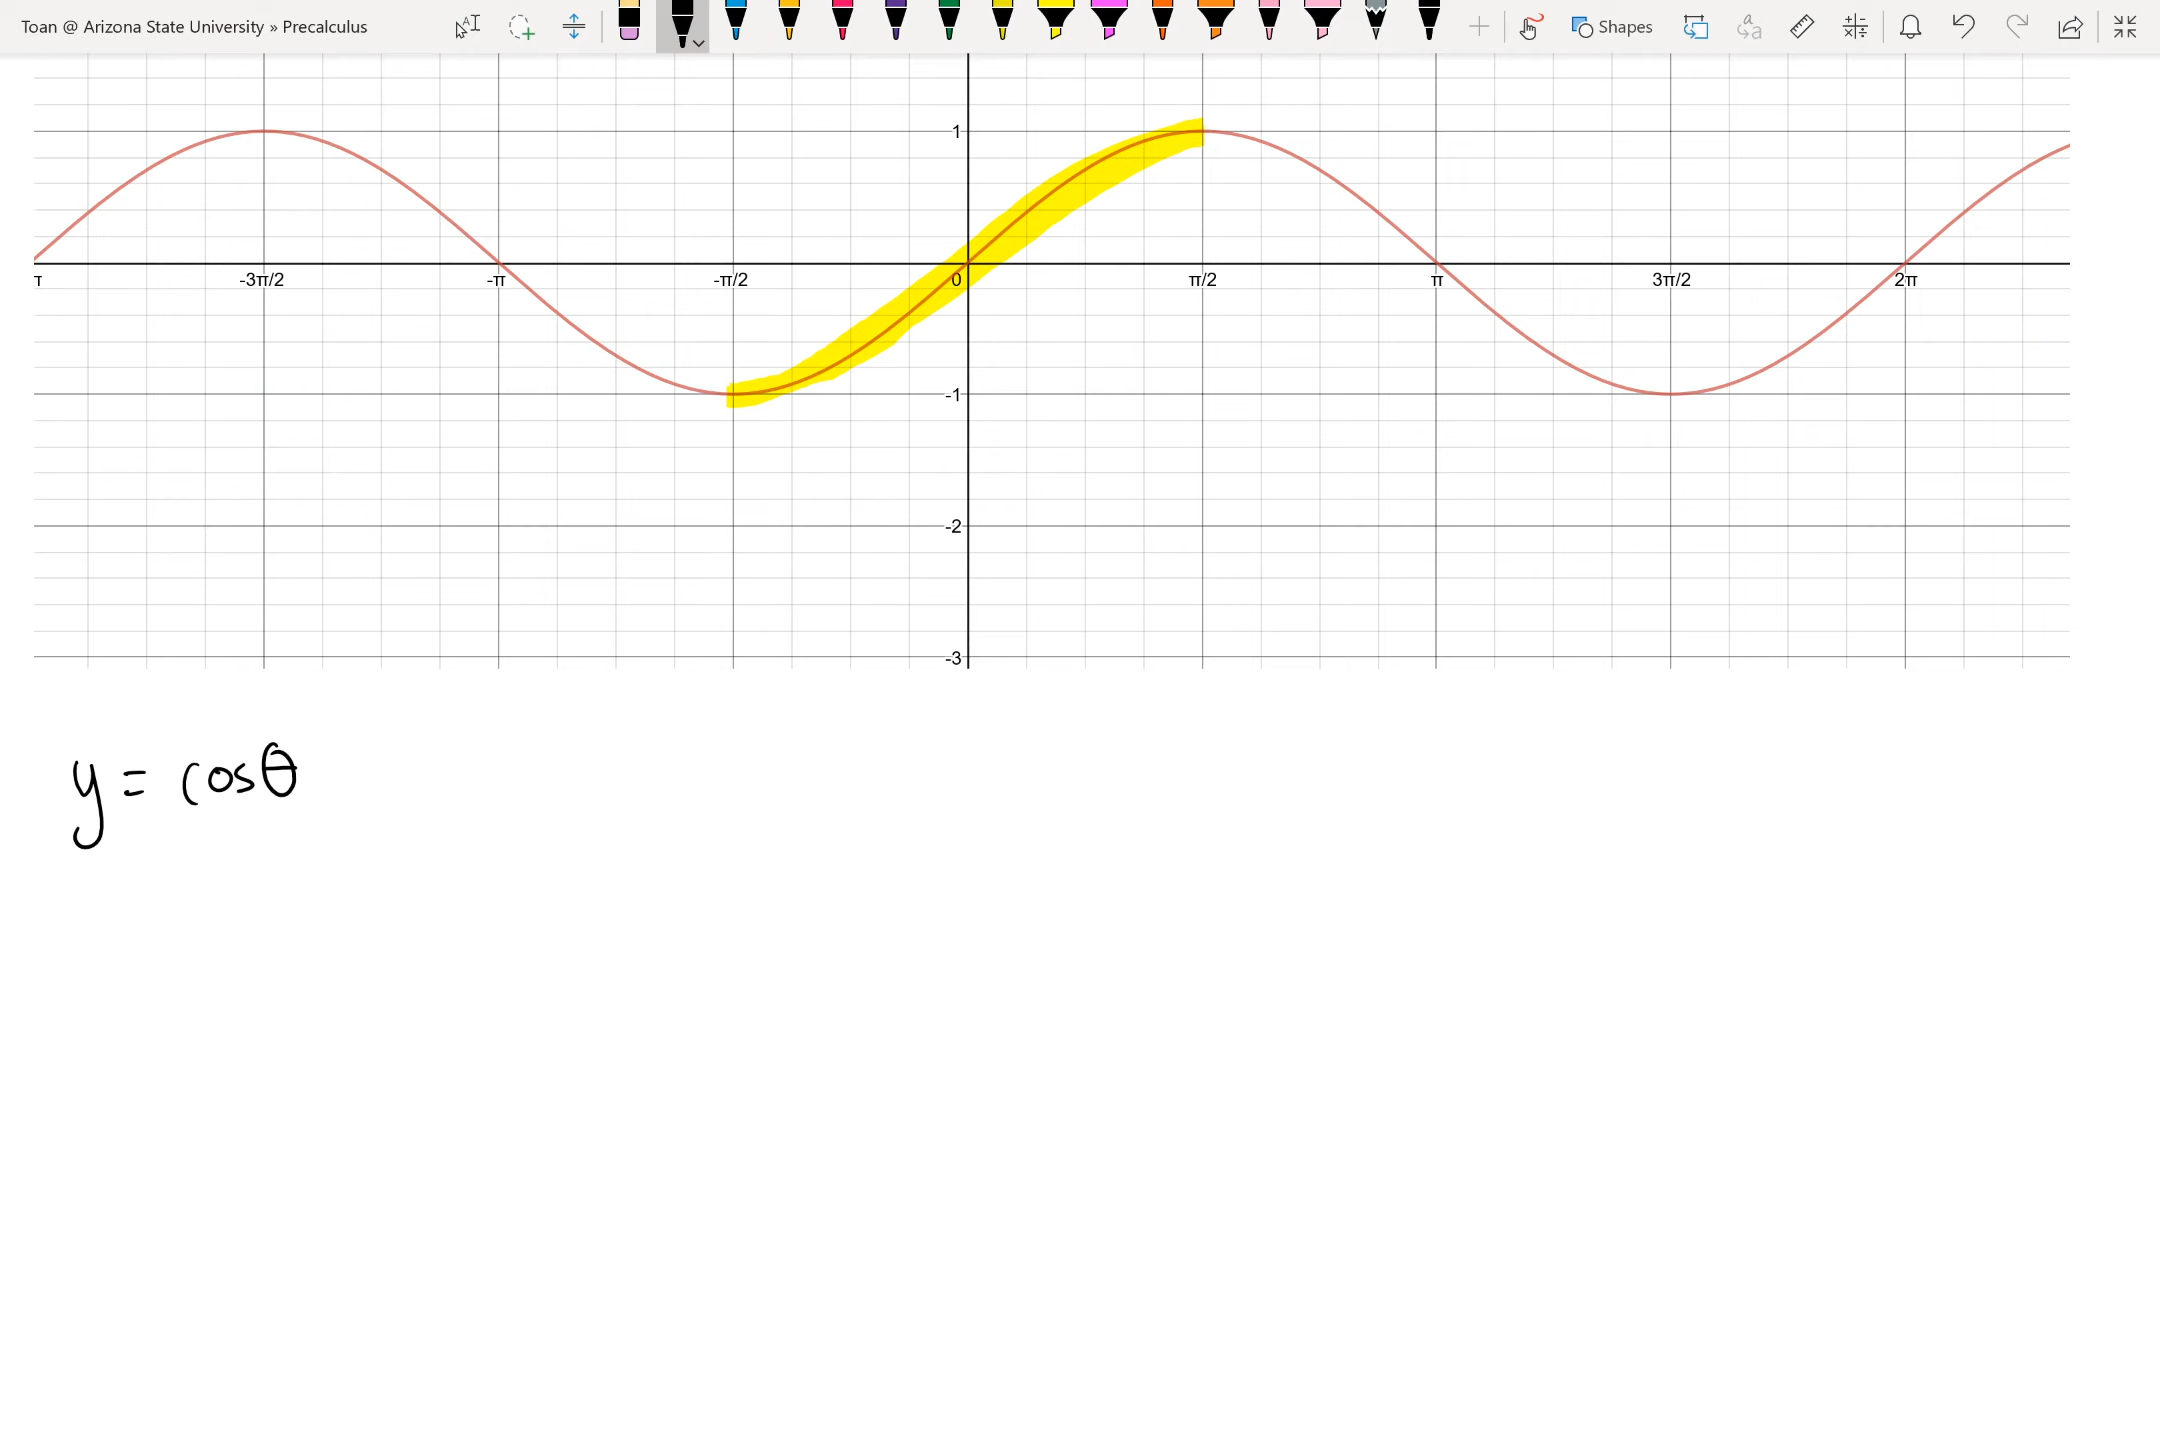 Toan @ Arizona State University » Precalculus
Shapes
1
π -3π/2 -π -π/2 0 π/2 π 3π/2 2π
-1
-2
-3
y = cosθ